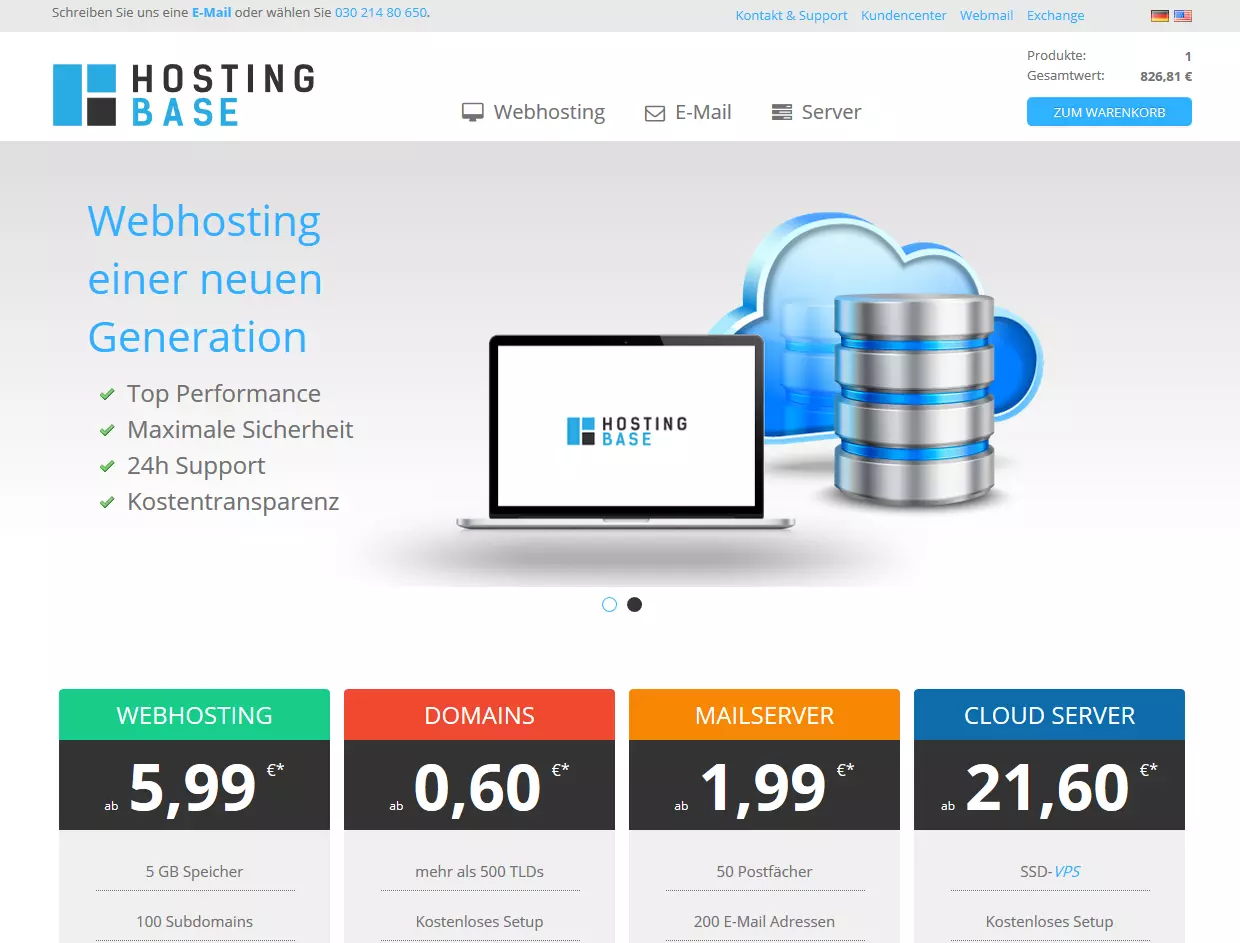 Schreiben Sie uns eine E-Mail oder wählen Sie 030 214 80 650.
Kontakt & Support Kundencenter Webmail Exchange
HOSTING
BASE
Webhosting E-Mail Server
Produkte: 1
Gesamtwert: 826,81 €
ZUM WARENKORB
Webhosting
einer neuen
Generation
Top Performance
Maximale Sicherheit
24h Support
Kostentransparenz
HOSTING
BASE
WEBHOSTING
ab 5,99 €*
5 GB Speicher
100 Subdomains
DOMAINS
ab 0,60 €*
mehr als 500 TLDs
Kostenloses Setup
MAILSERVER
ab 1,99 €*
50 Postfächer
200 E-Mail Adressen
CLOUD SERVER
ab 21,60 €*
SSD-VPS
Kostenloses Setup